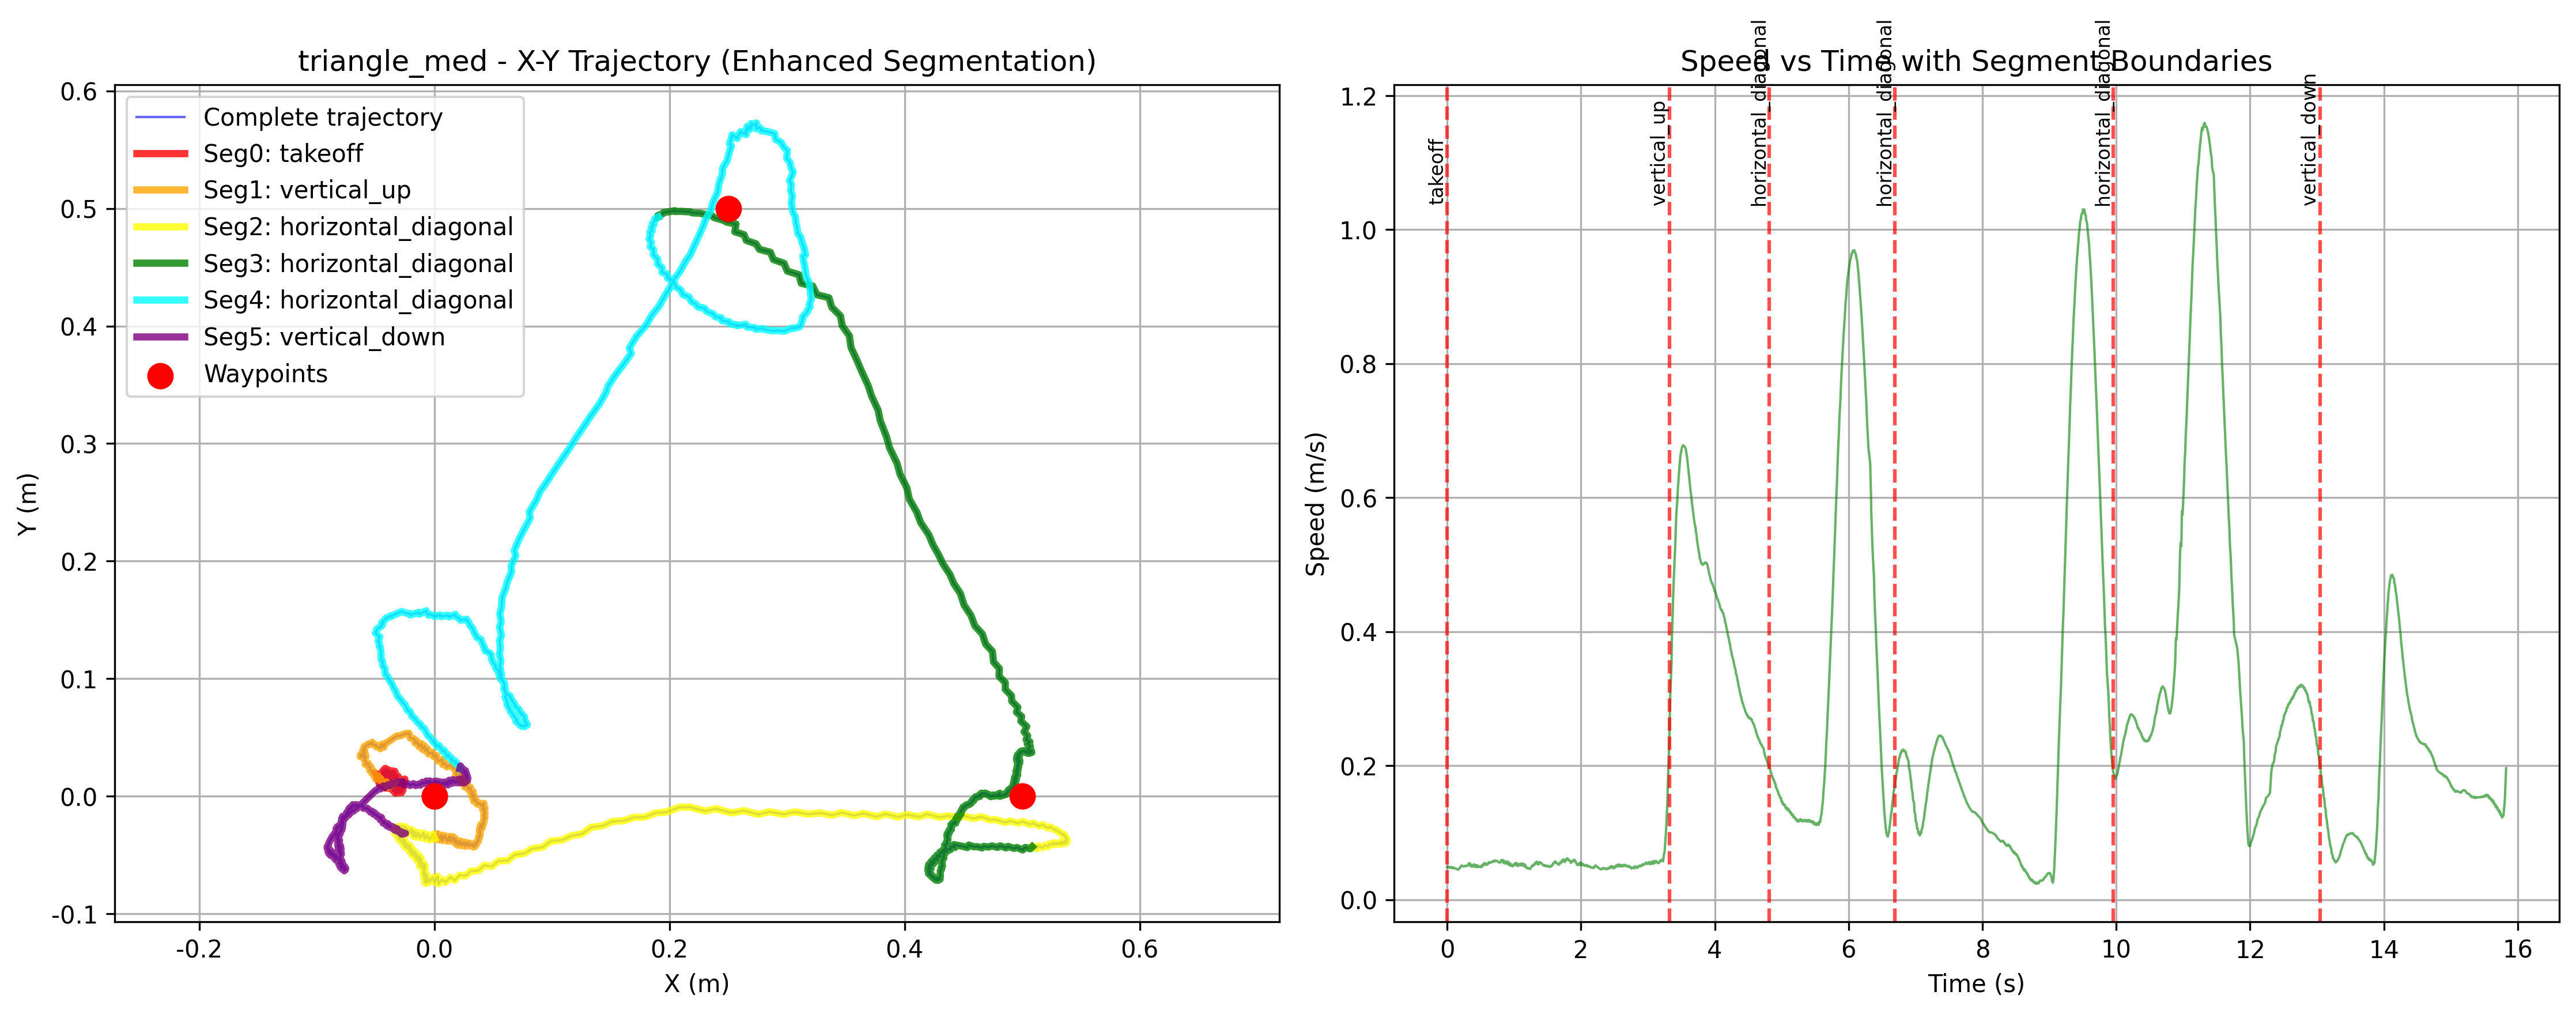 triangle_med - X-Y Trajectory (Enhanced Segmentation)
Complete trajectory
Seg0: takeoff
Seg1: vertical_up
Seg2: horizontal_diagonal
Seg3: horizontal_diagonal
Seg4: horizontal_diagonal
Seg5: vertical_down
Waypoints
0.6
0.5
0.4
0.3
0.2
0.1
0.0
-0.1
Y (m)
-0.2
0.0
0.2
0.4
0.6
X (m)
Speed vs Time with Segment Boundaries
takeoff
vertical_up
horizontal_diagonal
horizontal_diagonal
horizontal_diagonal
vertical_down
1.2
1.0
0.8
0.6
0.4
0.2
0.0
Speed (m/s)
0
2
4
6
8
10
12
14
16
Time (s)